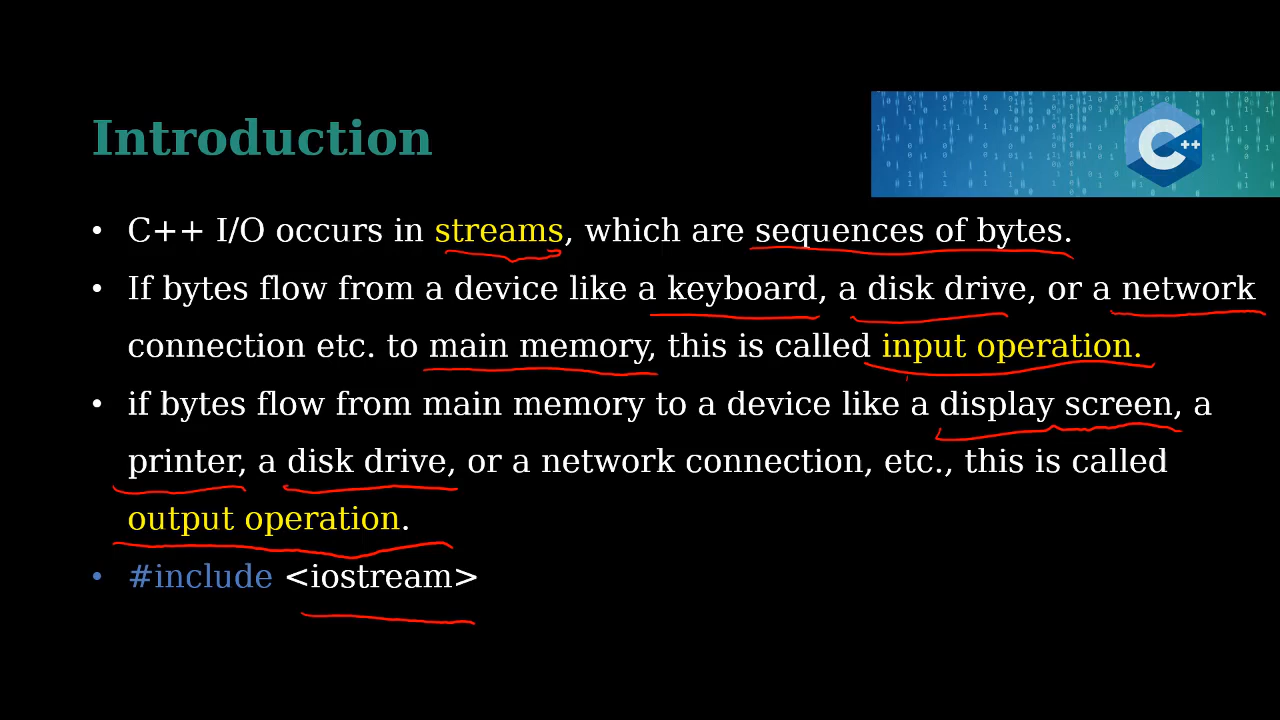 Introduction
C++
• C++ I/O occurs in streams, which are sequences of bytes.
• If bytes flow from a device like a keyboard, a disk drive, or a network
connection etc. to main memory, this is called input operation.
• if bytes flow from main memory to a device like a display screen, a
printer, a disk drive, or a network connection, etc., this is called
output operation.
• #include <iostream>